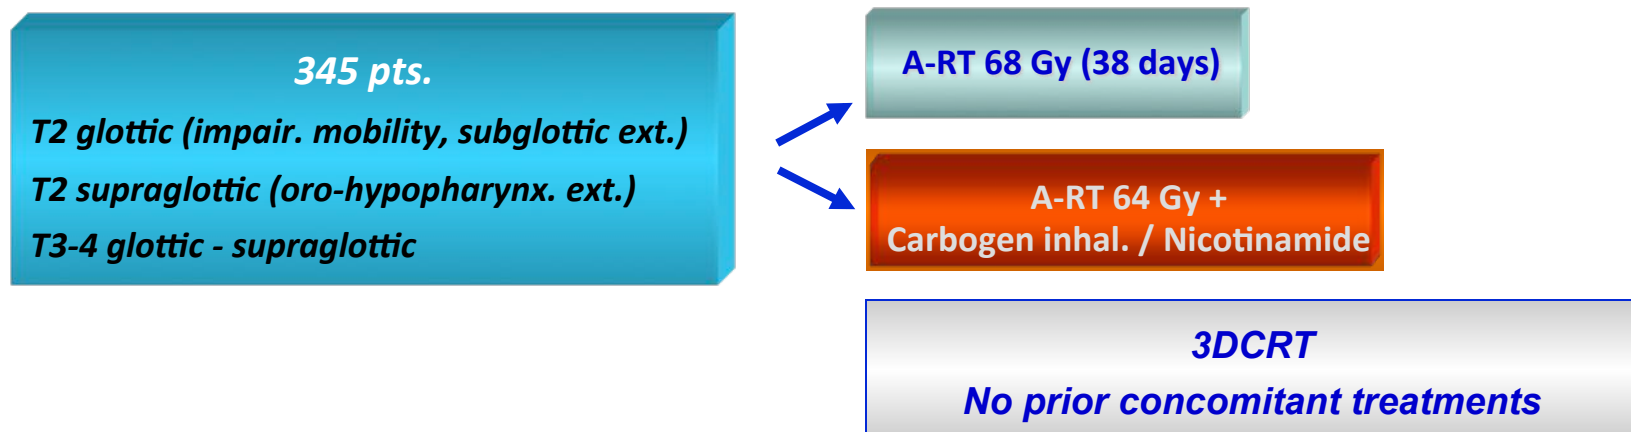 345 pts.
T2 glottic (impair. mobility, subglottic ext.)
T2 supraglottic (oro-hypopharynx. ext.)
T3-4 glottic - supraglottic
A-RT 68 Gy (38 days)
A-RT 64 Gy +
Carbogen inhal. / Nicotinamide
3DCRT
No prior concomitant treatments